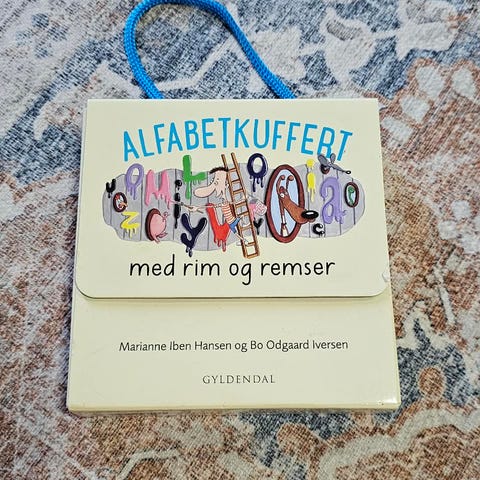 ALFABETKUFFERT
med rim og remser
Marianne Iben Hansen og Bo Odgaard Iversen
GYLDENDAL